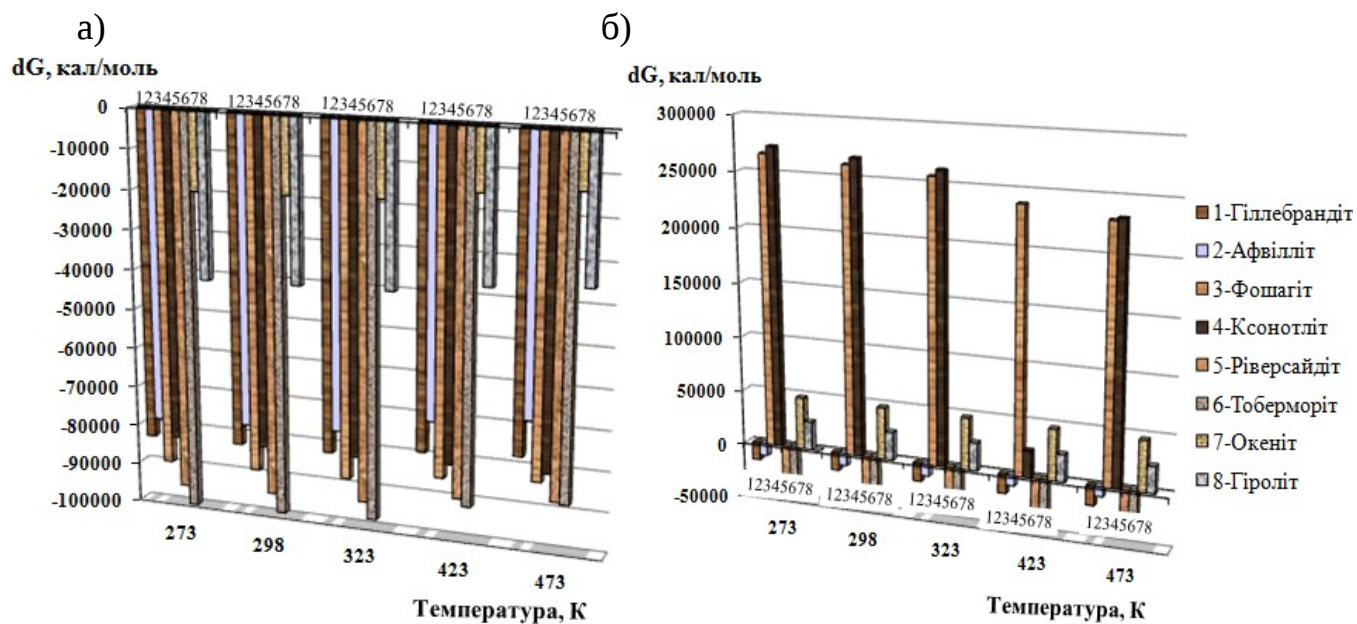 а)
dG, кал/моль
0
-10000
-20000
-30000
-40000
-50000
-60000
-70000
-80000
-90000
-100000
12345678
12345678
12345678
12345678
12345678
273
298
323
423
473
Температура, К
б)
dG, кал/моль
300000
250000
200000
150000
100000
50000
0
-50000
12345678
12345678
12345678
12345678
12345678
273
298
323
423
473
Температура, К
1-Гіллебрандіт
2-Афвілліт
3-Фошагіт
4-Ксонотліт
5-Ріверсайдіт
6-Тоберморіт
7-Океніт
8-Гіроліт